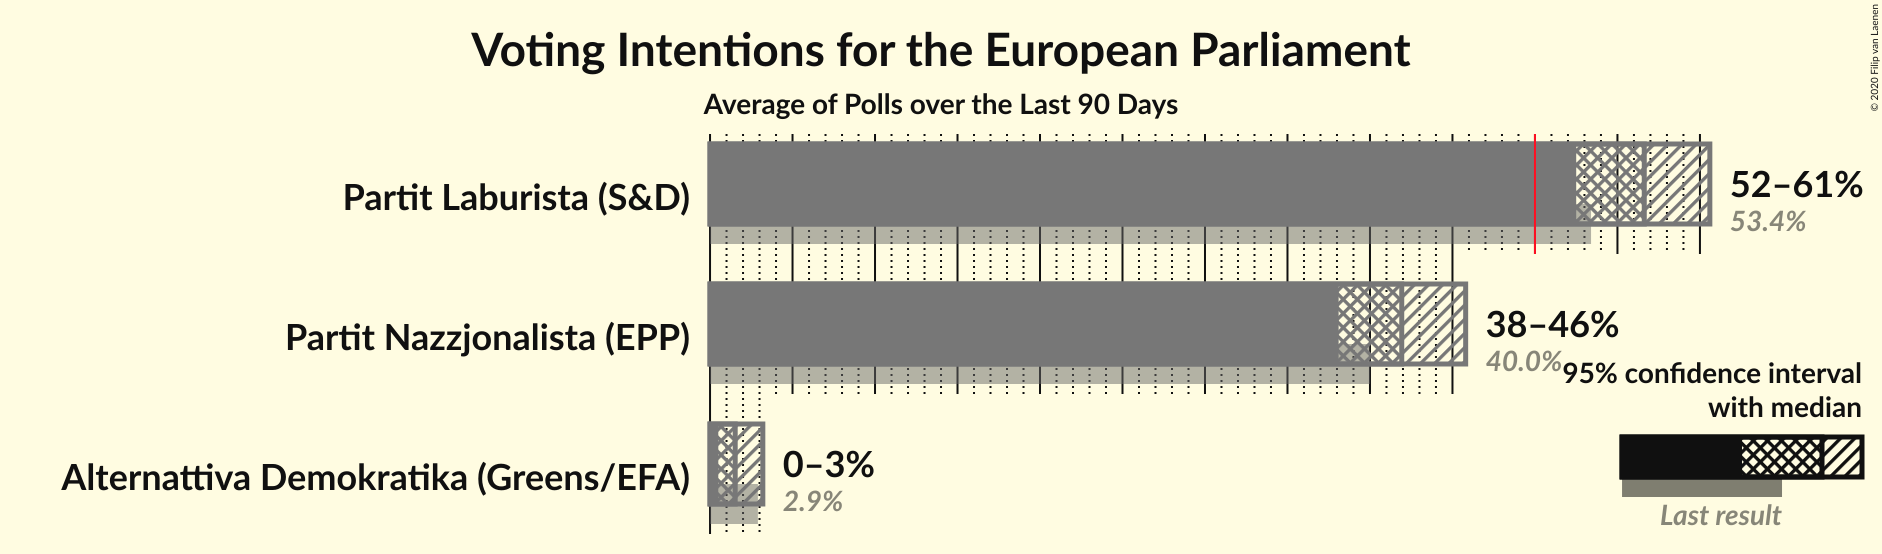 Voting Intentions for the European Parliament
Average of Polls over the Last 90 Days
Partit Laburista (S&D)
52–61%
53.4%
Partit Nazzjonalista (EPP)
38–46%
40.0%
Alternattiva Demokratika (Greens/EFA)
0–3%
2.9%
95% confidence interval
with median
Last result
© 2020 Filip van Laenen